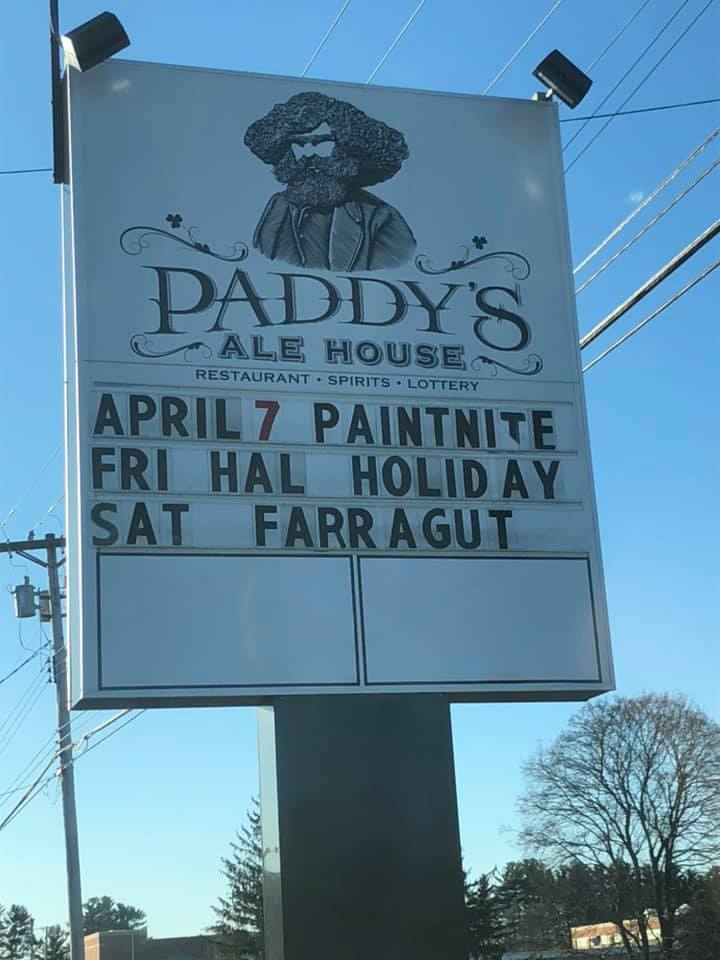 PADDY'S
ALE HOUSE
RESTAURANT • SPIRITS • LOTTERY
APRIL 7 PAINTNITE
FRI HAL HOLIDAY
SAT FARRAGUT